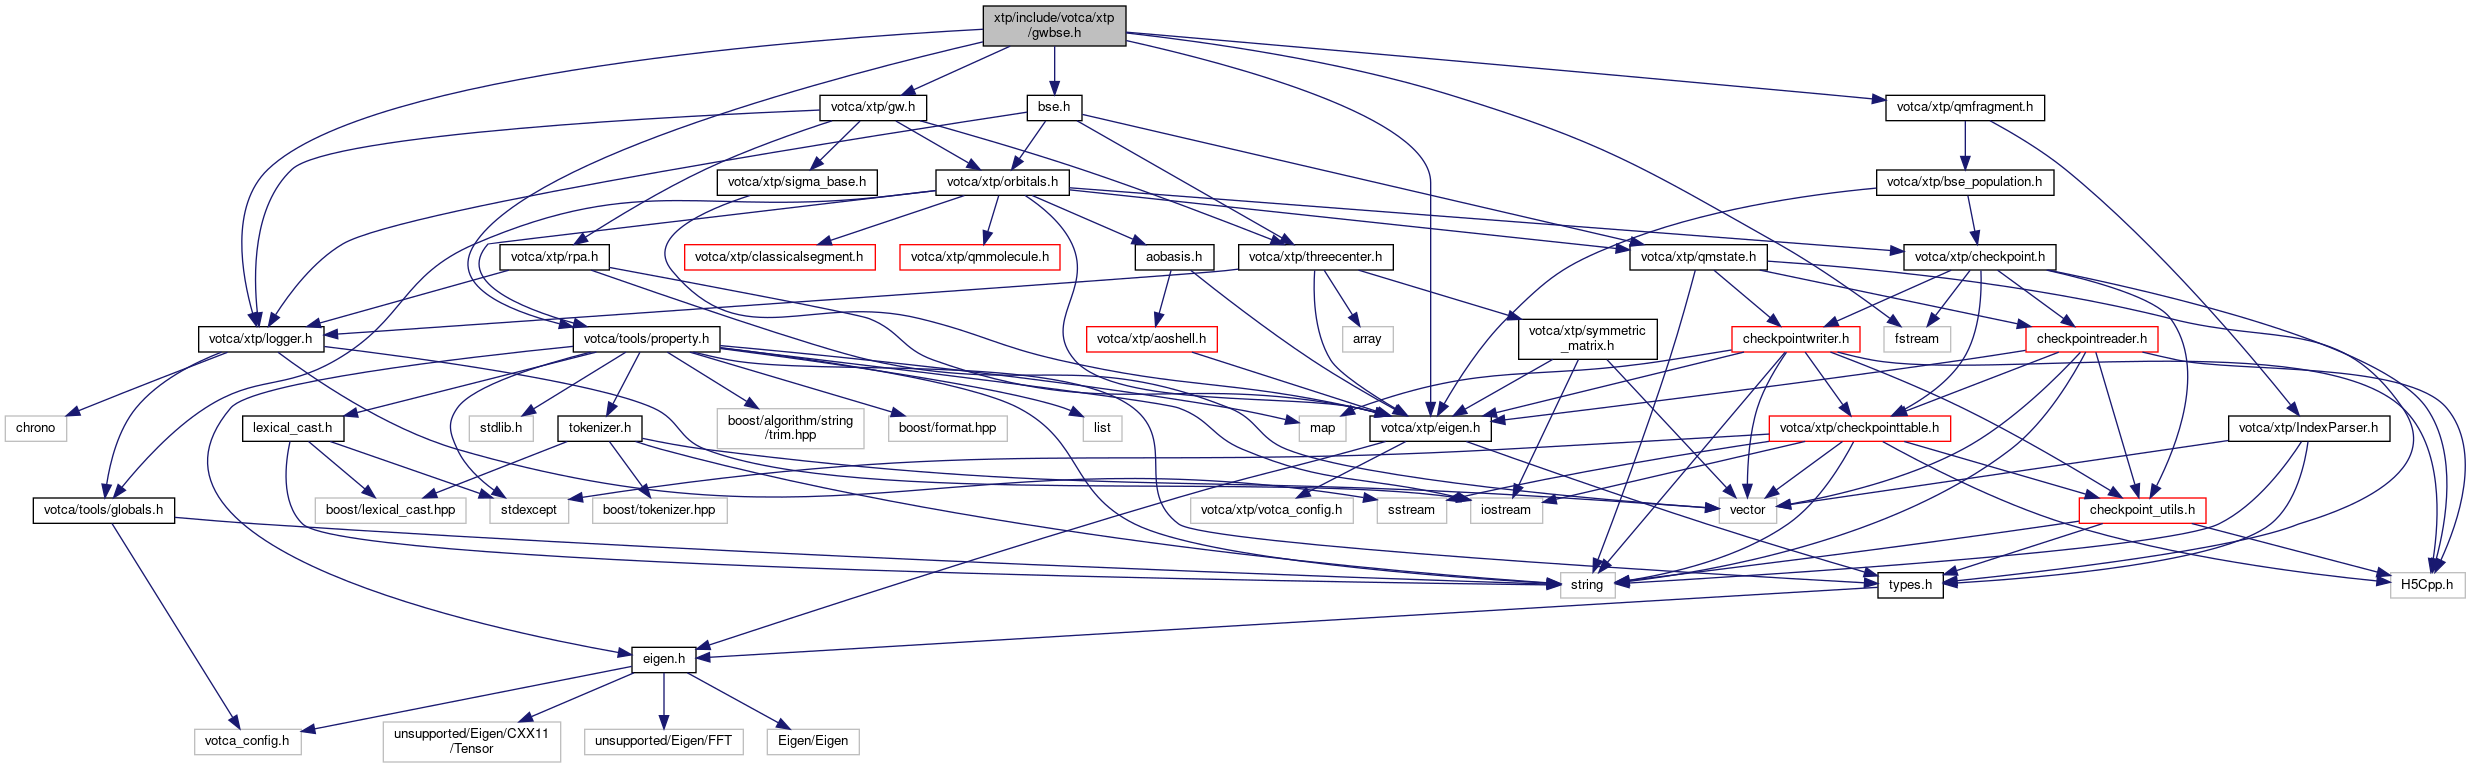 xtp/include/votca/xtp
/gwbse.h
votca/xtp/gw.h
bse.h
votca/xtp/qmfragment.h
votca/xtp/sigma_base.h
votca/xtp/orbitals.h
votca/xtp/bse_population.h
votca/xtp/rpa.h
votca/xtp/classicalsegment.h
votca/xtp/qmmolecule.h
aobasis.h
votca/xtp/threecenter.h
votca/xtp/qmstate.h
votca/xtp/checkpoint.h
votca/xtp/logger.h
votca/tools/property.h
votca/xtp/aoshell.h
array
votca/xtp/symmetric
_matrix.h
checkpointwriter.h
fstream
checkpointreader.h
chrono
lexical_cast.h
stdlib.h
tokenizer.h
boost/algorithm/string
/trim.hpp
boost/format.hpp
list
map
votca/xtp/eigen.h
votca/xtp/checkpointtable.h
votca/xtp/IndexParser.h
votca/tools/globals.h
boost/lexical_cast.hpp
stdexcept
boost/tokenizer.hpp
votca/xtp/votca_config.h
sstream
iostream
vector
checkpoint_utils.h
string
types.h
H5Cpp.h
eigen.h
votca_config.h
unsupported/Eigen/CXX11
/Tensor
unsupported/Eigen/FFT
Eigen/Eigen